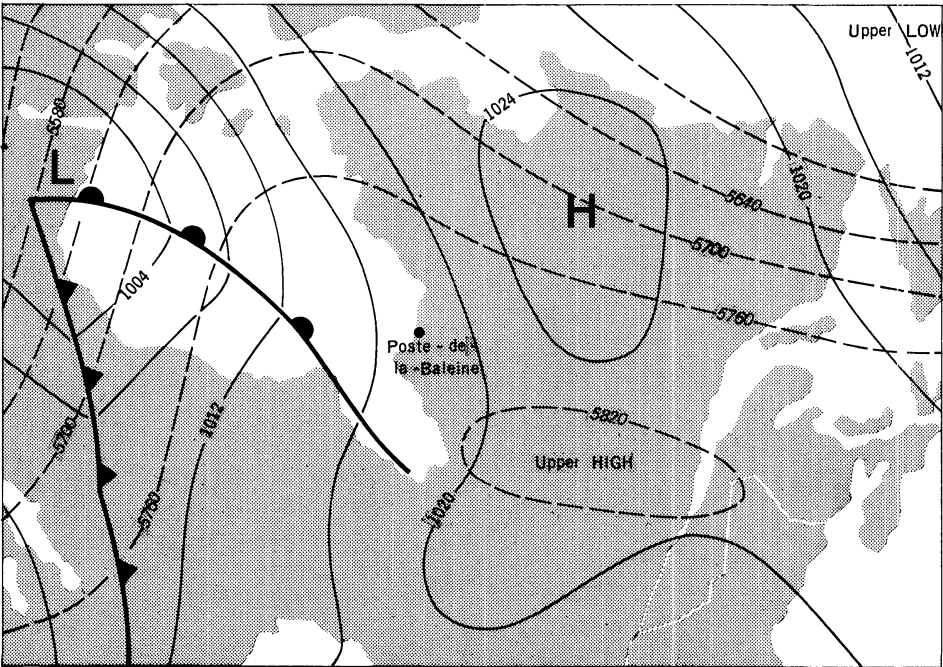 Upper LOW
1012
1024
5580
L
1020
5640
H
5700
1004
5760
Poste - de -
la - Baleine
5820
5700
1012
Upper HIGH
1020
5760